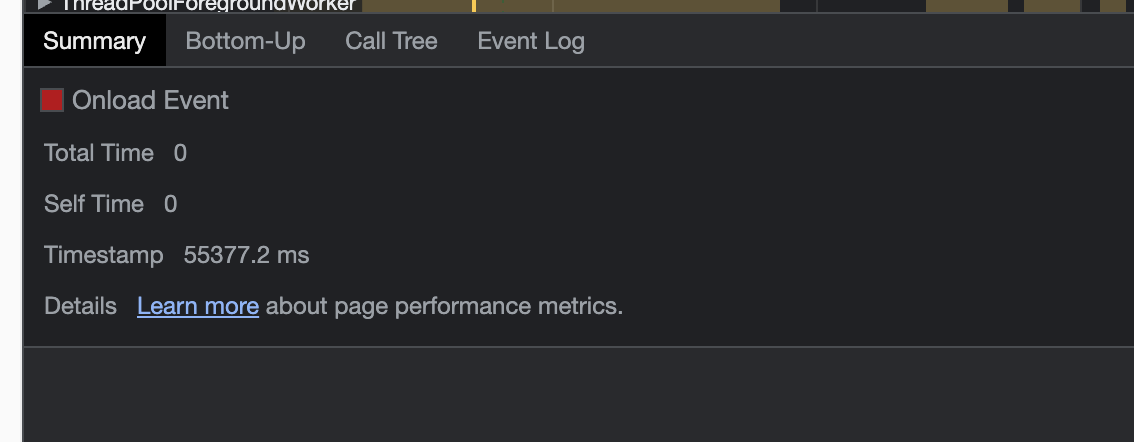 ThreadPoolForegroundWorker
Summary Bottom-Up Call Tree Event Log
Onload Event
Total Time 0
Self Time 0
Timestamp 55377.2 ms
Details Learn more about page performance metrics.